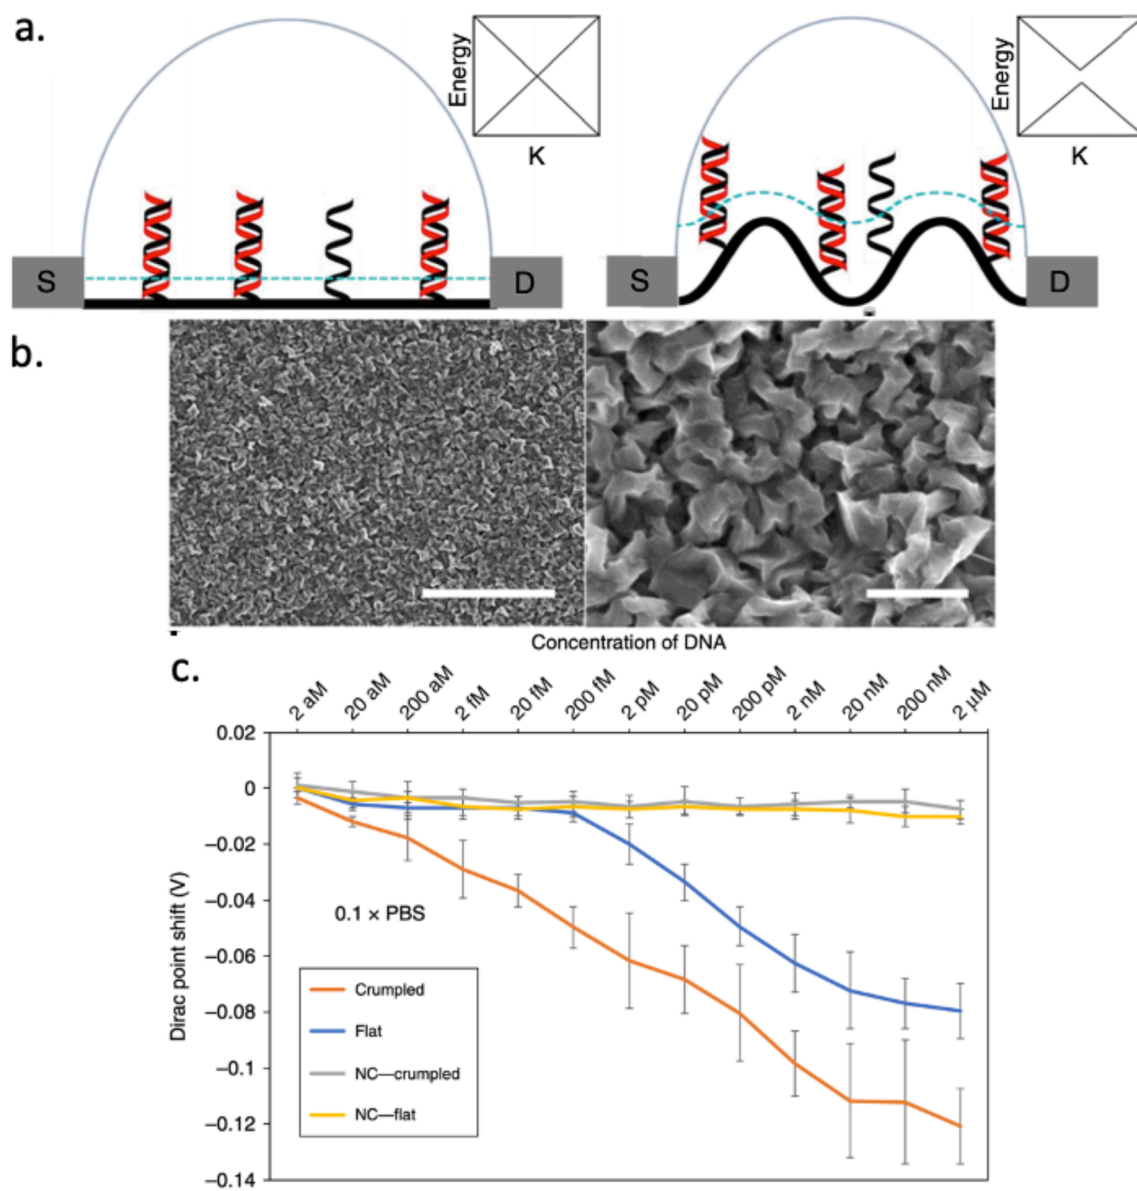 a.
Energy
K
S
D
Energy
K
S
D
b.
Concentration of DNA
c.
2 aM
20 aM
200 aM
2 fM
20 fM
200 fM
2 pM
20 pM
200 pM
2 nM
20 nM
200 nM
2 μM
0.02
0
−0.02
−0.04
−0.06
−0.08
−0.1
−0.12
−0.14
Dirac point shift (V)
0.1 × PBS
Crumpled
Flat
NC—crumpled
NC—flat